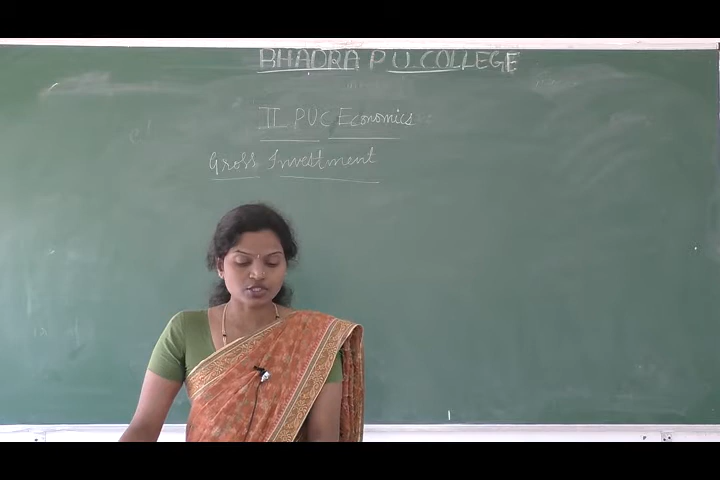 BHADRA P U COLLEGE
II PUC Economics
Gross Investment